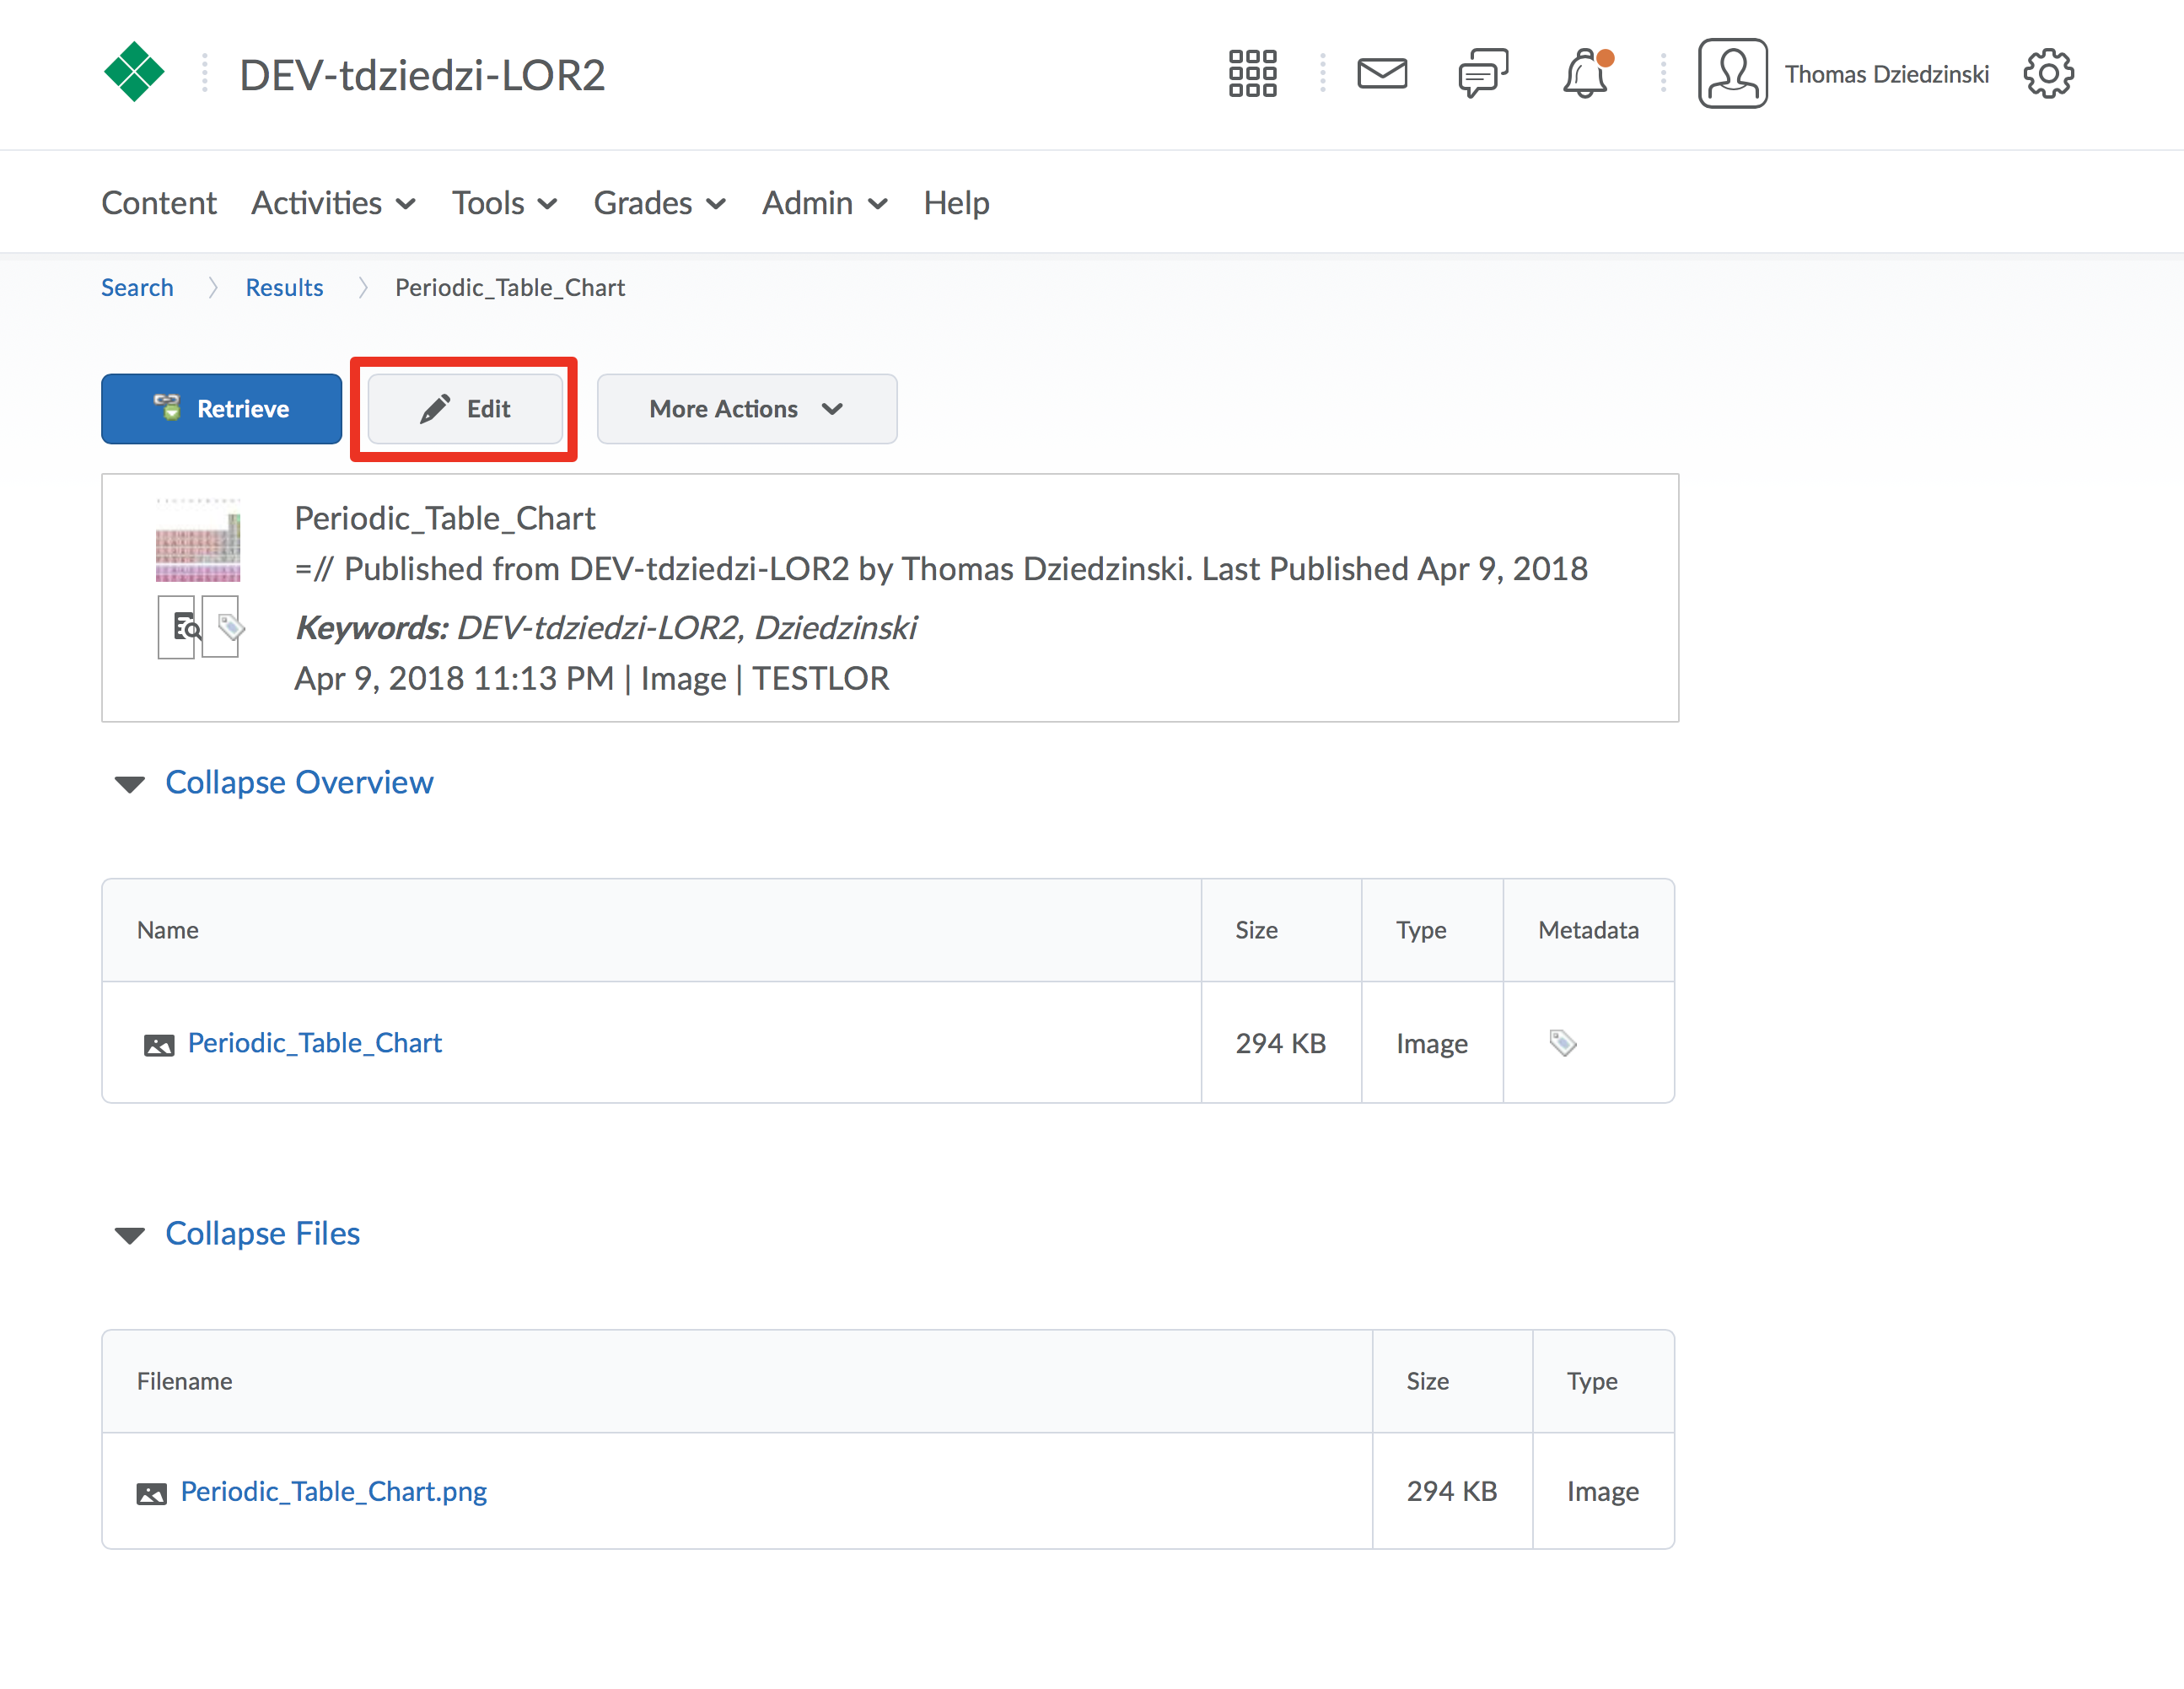 DEV-tdziedzi-LOR2
Thomas Dziedzinski
Content Activities Tools Grades Admin Help
Search Results Periodic_Table_Chart
Retrieve Edit More Actions
Periodic_Table_Chart
=// Published from DEV-tdziedzi-LOR2 by Thomas Dziedzinski. Last Published Apr 9, 2018
Keywords: DEV-tdziedzi-LOR2, Dziedzinski
Apr 9, 2018 11:13 PM | Image | TESTLOR
Collapse Overview
Name Size Type Metadata
Periodic_Table_Chart 294 KB Image
Collapse Files
Filename Size Type
Periodic_Table_Chart.png 294 KB Image